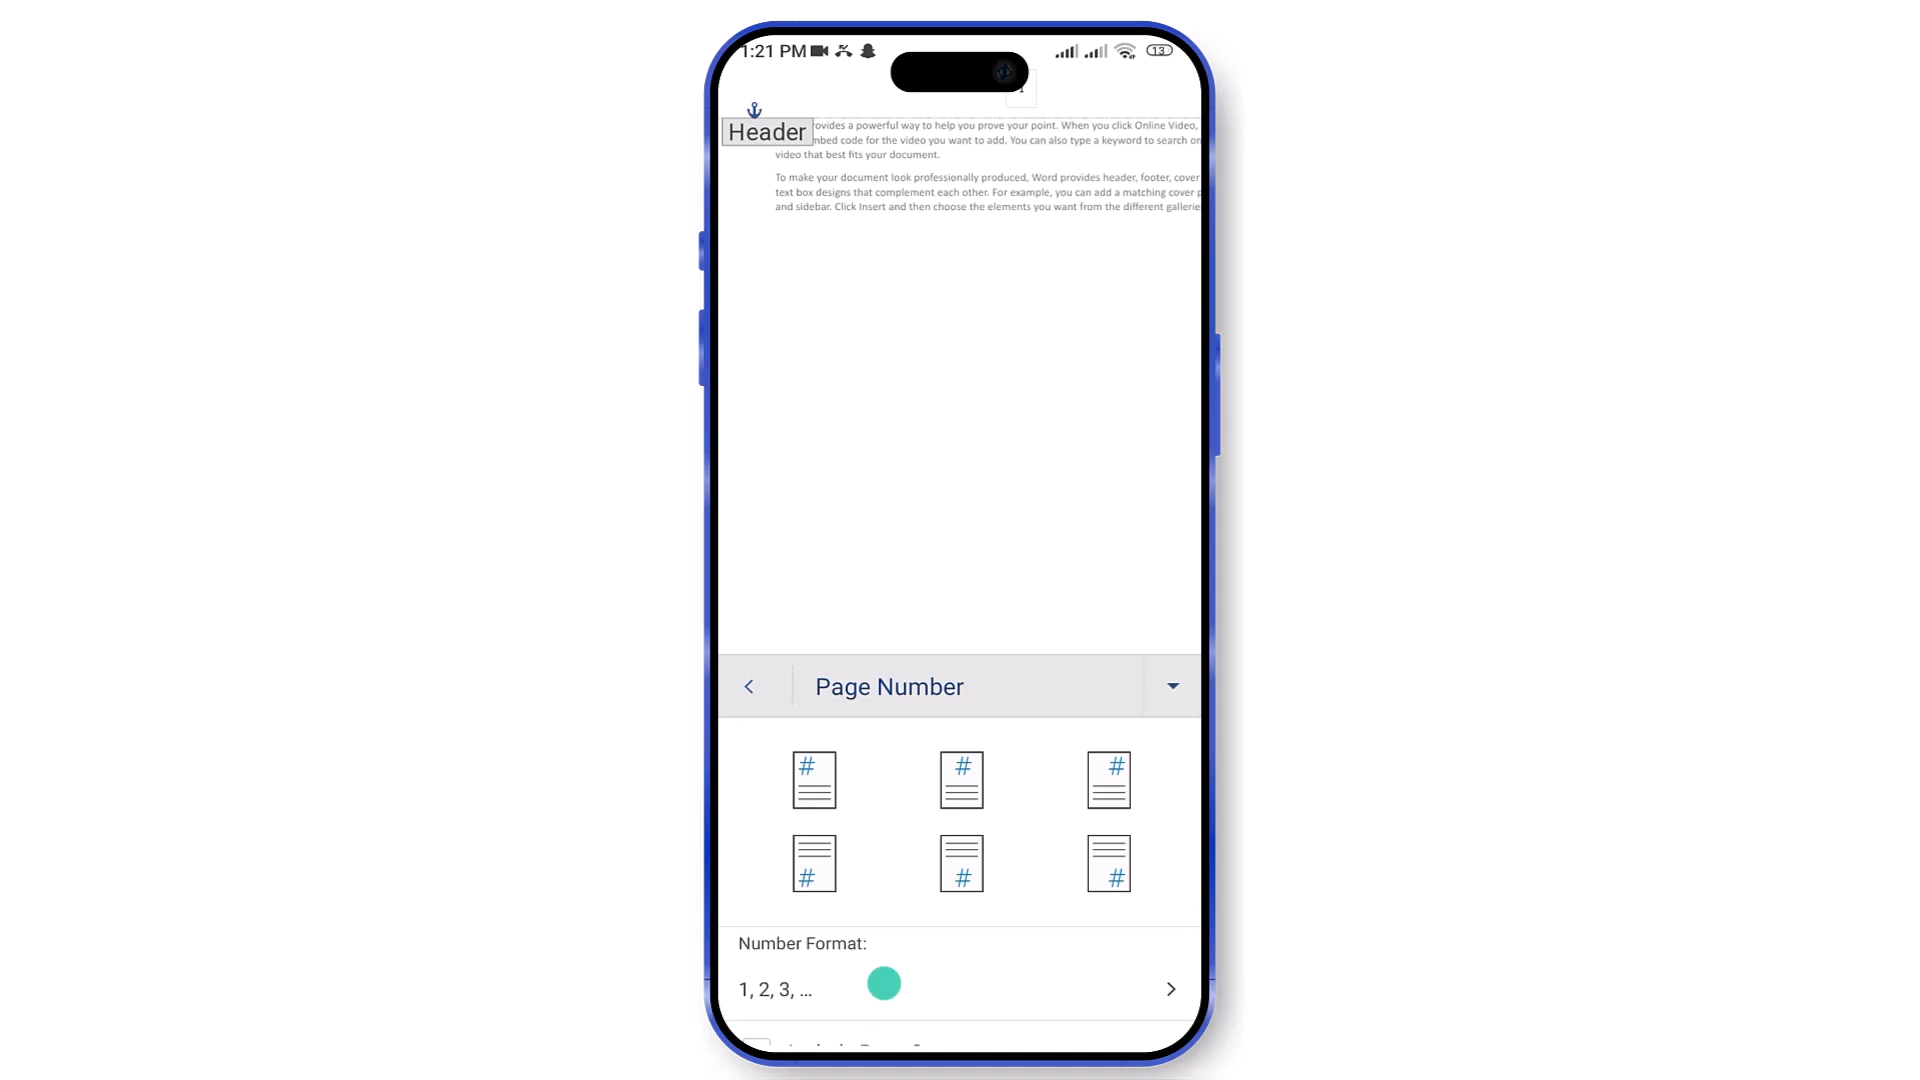 1:21 PM
13
Header
ovides a powerful way to help you prove your point. When you click Online Video,
mbed code for the video you want to add. You can also type a keyword to search on
video that best fits your document.
To make your document look professionally produced, Word provides header, footer, cover
text box designs that complement each other. For example, you can add a matching cover p
and sidebar. Click Insert and then choose the elements you want from the different gallerie
Page Number
# # #
# # #
Number Format:
1, 2, 3, ...